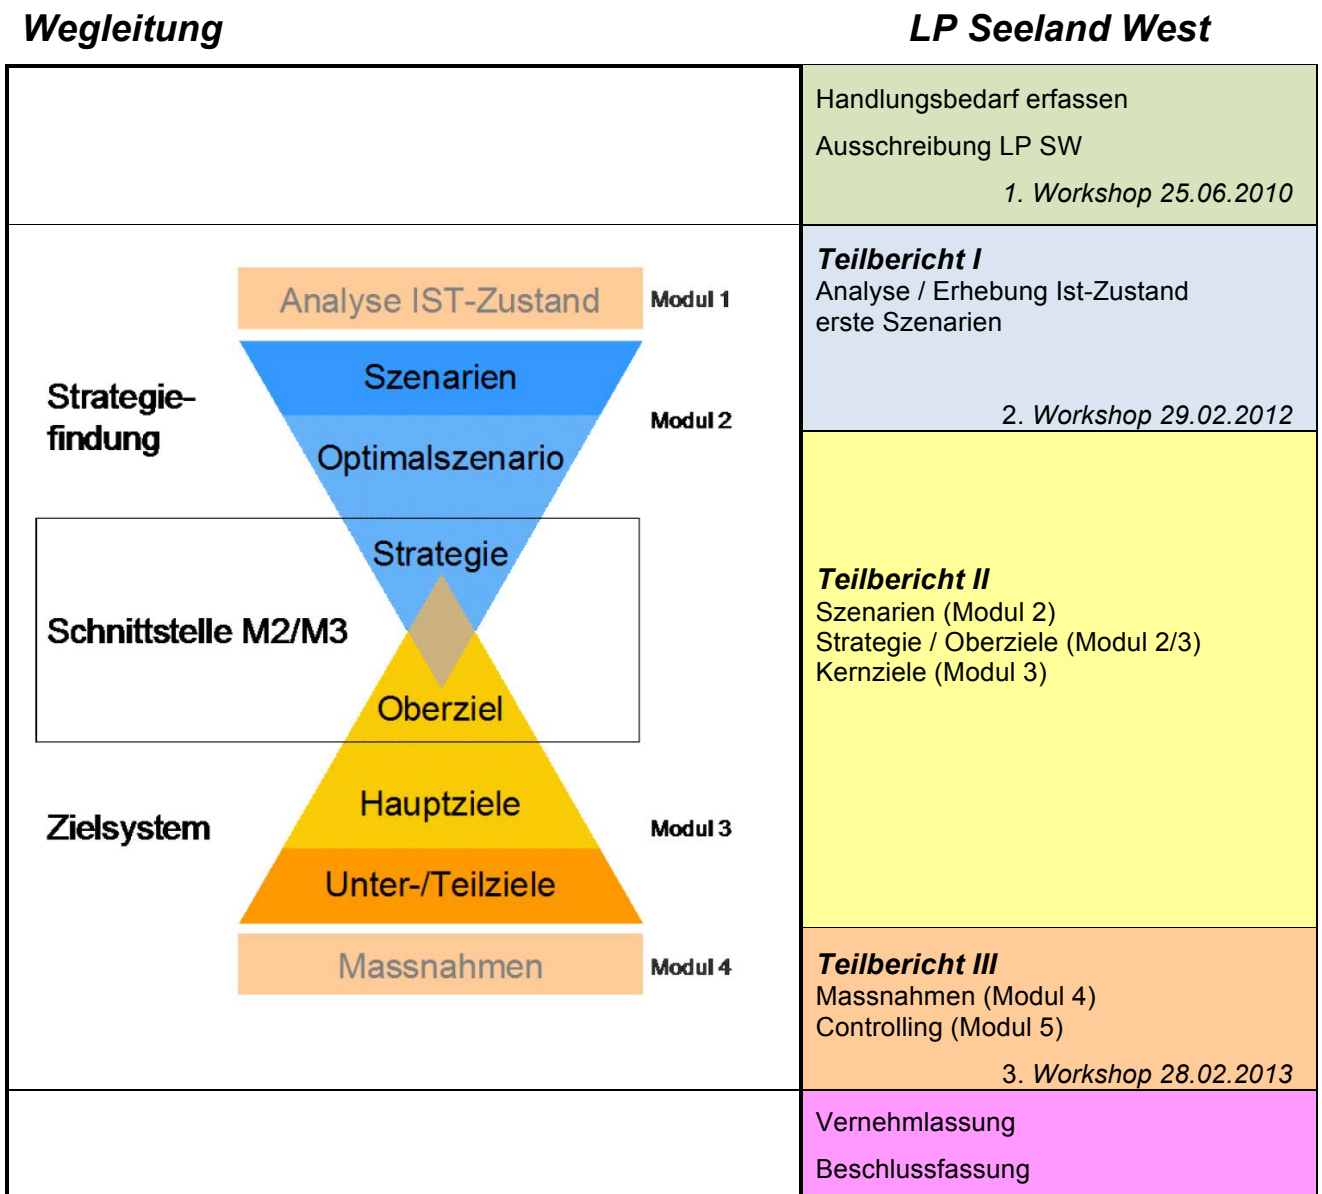 Wegleitung
LP Seeland West
Handlungsbedarf erfassen
Ausschreibung LP SW
1. Workshop 25.06.2010
Analyse IST-Zustand
Modul 1
Szenarien
Strategie-
findung
Modul 2
Optimalszenario
Strategie
Schnittstelle M2/M3
Oberziel
Hauptziele
Zielsystem
Modul 3
Unter-/Teilziele
Massnahmen
Modul 4
Teilbericht I
Analyse / Erhebung Ist-Zustand
erste Szenarien
2. Workshop 29.02.2012
Teilbericht II
Szenarien (Modul 2)
Strategie / Oberziele (Modul 2/3)
Kernziele (Modul 3)
Teilbericht III
Massnahmen (Modul 4)
Controlling (Modul 5)
3. Workshop 28.02.2013
Vernehmlassung
Beschlussfassung